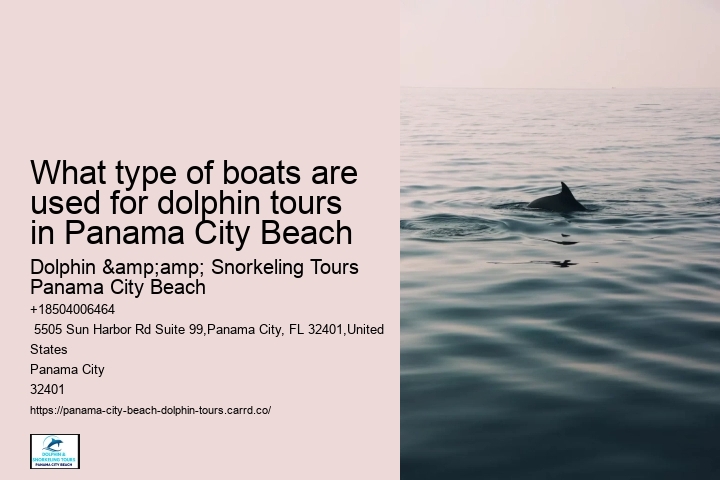 What type of boats are
used for dolphin tours
in Panama City Beach
Dolphin &amp;amp; Snorkeling Tours
Panama City Beach
+18504006464
5505 Sun Harbor Rd Suite 99,Panama City, FL 32401,United
States
Panama City
32401
https://panama-city-beach-dolphin-tours.carrd.co/
DOLPHIN &
SNORKELING TOURS
PANAMA CITY BEACH